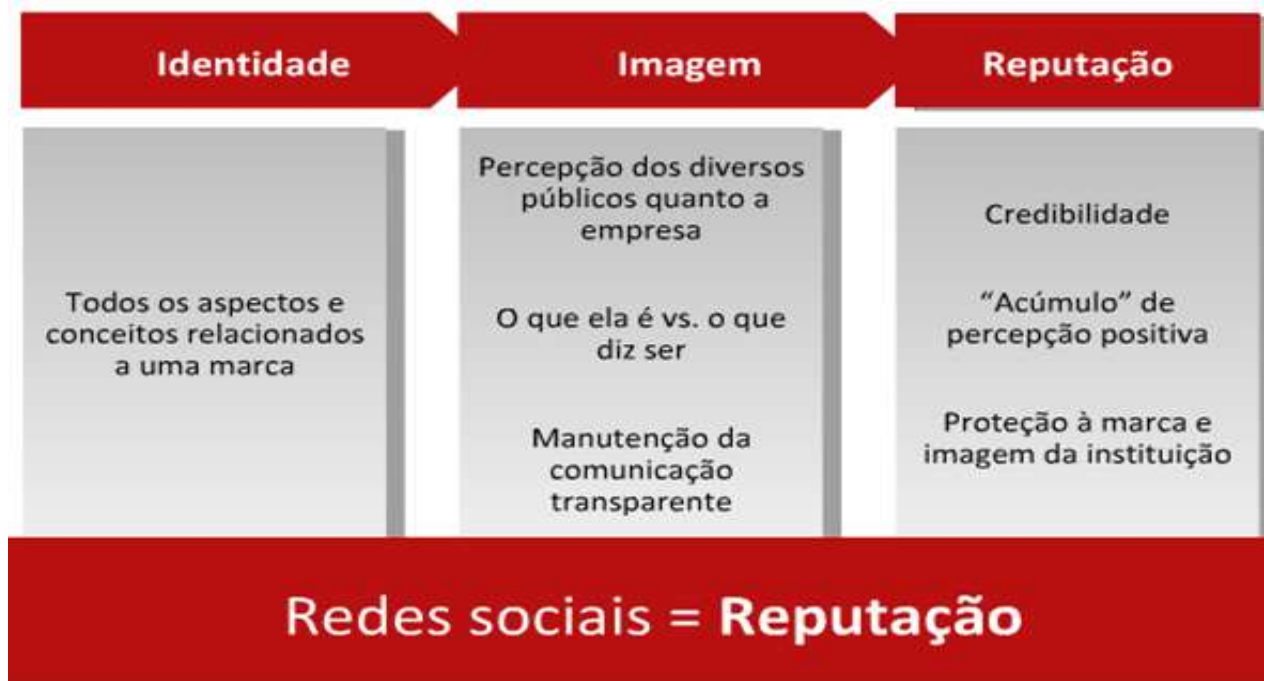 Identidade
Imagem
Reputação
Todos os aspectos e
conceitos relacionados
a uma marca
Percepção dos diversos
públicos quanto a
empresa
O que ela é vs. o que
diz ser
Manutenção da
comunicação
transparente
Credibilidade
“Acúmulo” de
percepção positiva
Proteção à marca e
imagem da instituição
Redes sociais = Reputação